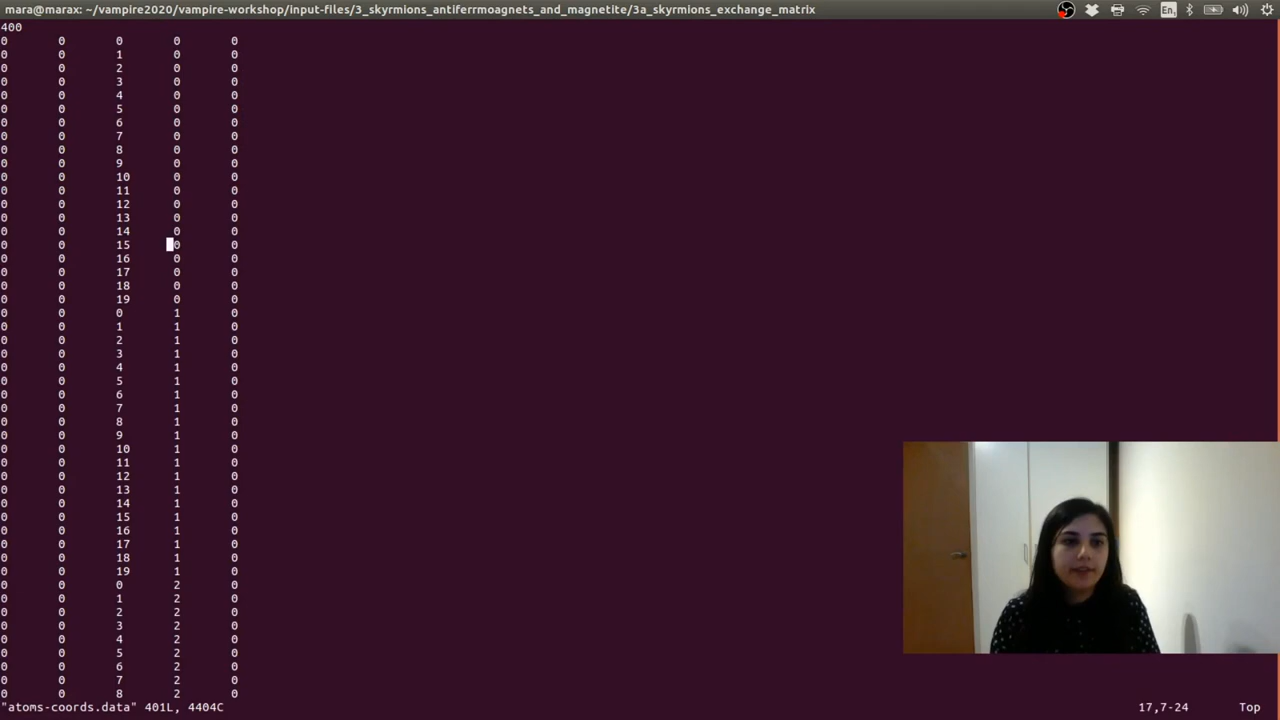 mara@marax: ~/vampire2020/vampire-workshop/input-files/3_skyrmions_antiferrmoagnets_and_magnetite/3a_skyrmions_exchange_matrix
En1
400
0 0 0 0 0
0 0 1 0 0
0 0 2 0 0
0 0 3 0 0
0 0 4 0 0
0 0 5 0 0
0 0 6 0 0
0 0 7 0 0
0 0 8 0 0
0 0 9 0 0
0 0 10 0 0
0 0 11 0 0
0 0 12 0 0
0 0 13 0 0
0 0 14 0 0
0 0 15 0 0
0 0 16 0 0
0 0 17 0 0
0 0 18 0 0
0 0 19 0 0
0 0 0 1 0
0 0 1 1 0
0 0 2 1 0
0 0 3 1 0
0 0 4 1 0
0 0 5 1 0
0 0 6 1 0
0 0 7 1 0
0 0 8 1 0
0 0 9 1 0
0 0 10 1 0
0 0 11 1 0
0 0 12 1 0
0 0 13 1 0
0 0 14 1 0
0 0 15 1 0
0 0 16 1 0
0 0 17 1 0
0 0 18 1 0
0 0 19 1 0
0 0 0 2 0
0 0 1 2 0
0 0 2 2 0
0 0 3 2 0
0 0 4 2 0
0 0 5 2 0
0 0 6 2 0
0 0 7 2 0
0 0 8 2 0
"atoms-coords.data" 401L, 4404C 17,7-24 Top